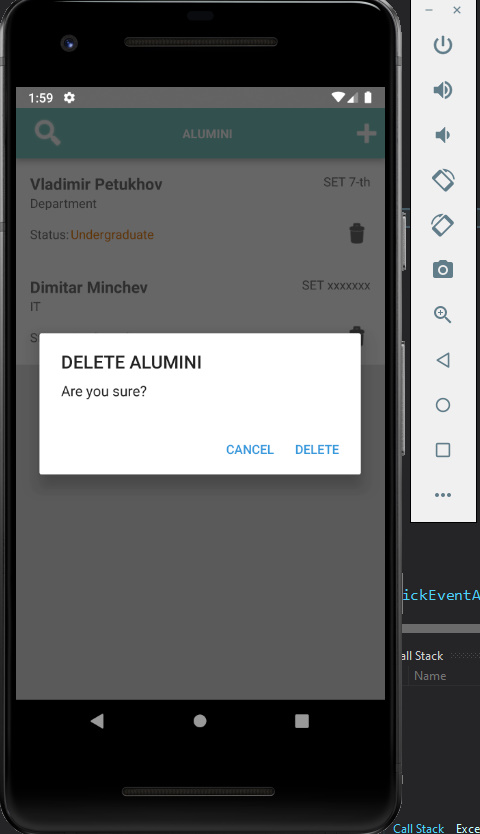 1:59
ALUMINI
Vladimir Petukhov
SET 7-th
Department
Status: Undergraduate
Dimitar Minchev
SET xxxxxxx
IT
DELETE ALUMINI
Are you sure?
CANCEL
DELETE
ickEventA
all Stack
Name
Call Stack
Exce